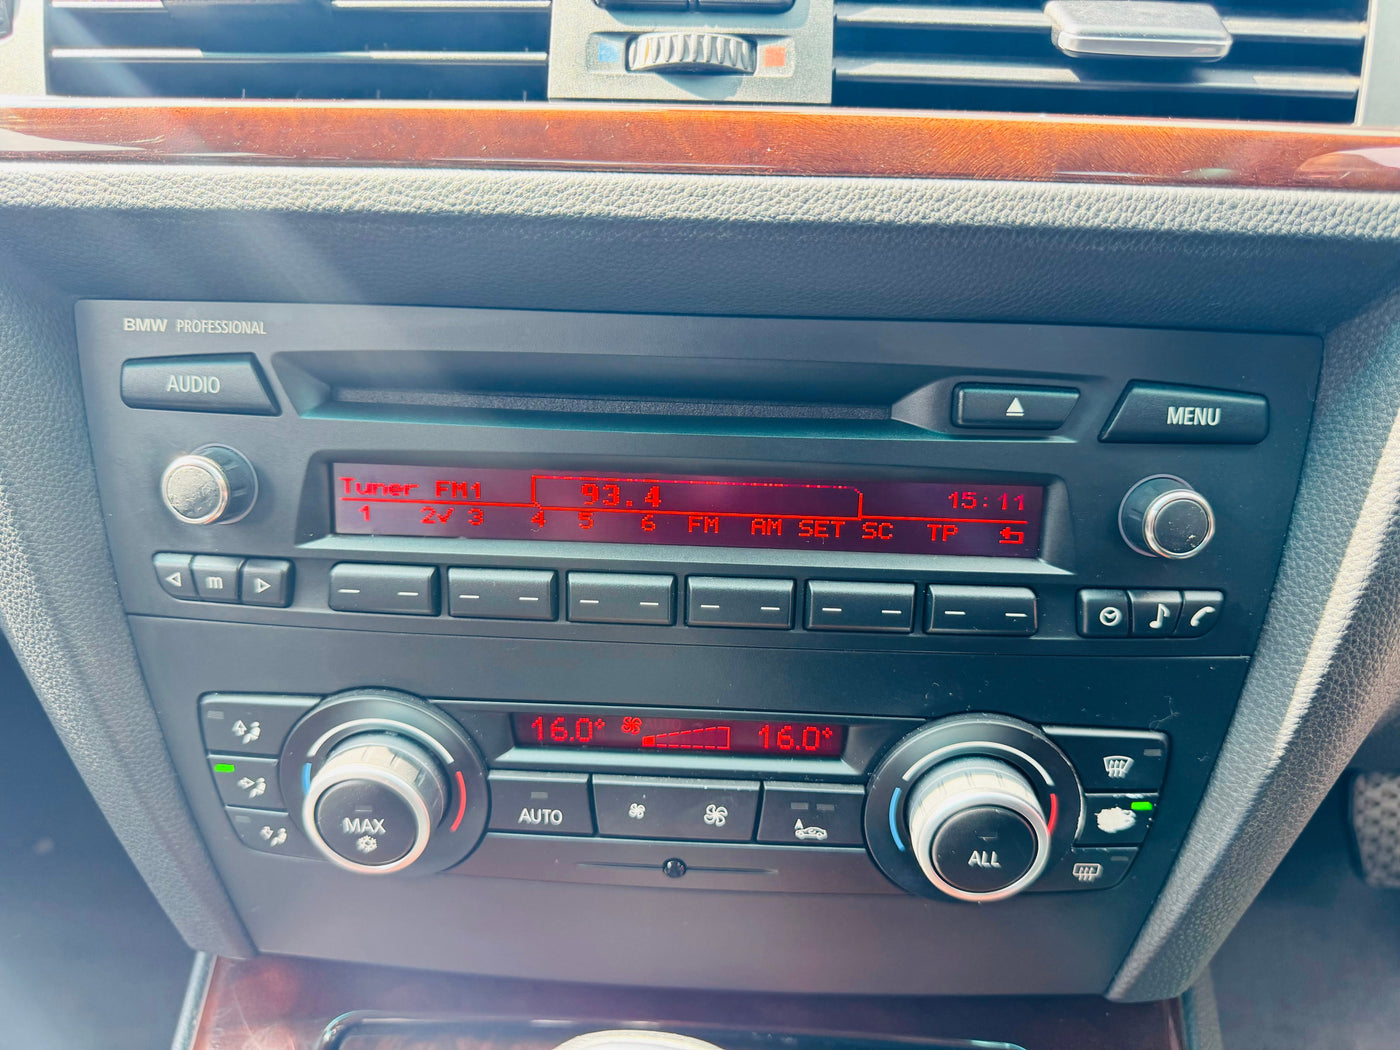 BMW PROFESSIONAL
AUDIO
MENU
Tuner FM1 93.4 15:11
1 2✓ 3 4 5 6 FM AM SET SC TP
m
16.0° 16.0°
AUTO
MAX
ALL